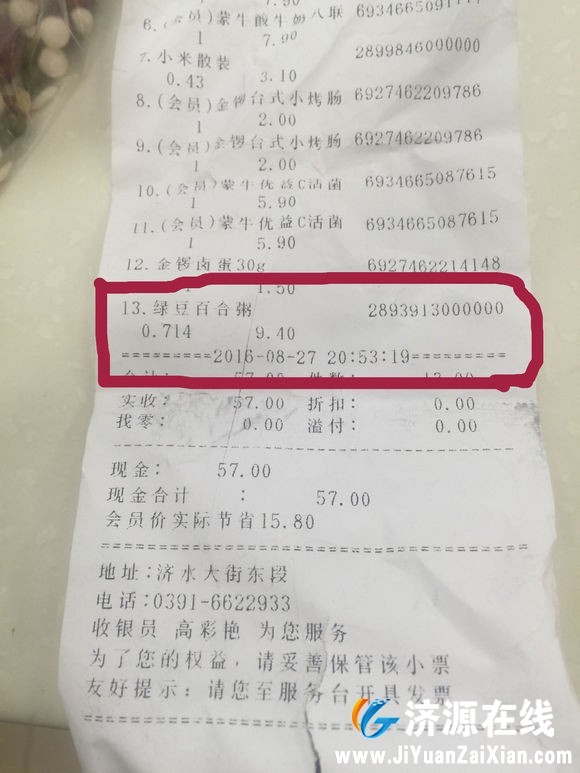 6.(会员)蒙牛酸牛奶八联
1 7.90
7.小米散装 2899846000000
0.43 3.10
8.(会员)金锣台式小烤肠 6927462209786
1 2.00
9.(会员)金锣台式小烤肠 6927462209786
1 2.00
10.(会员)蒙牛优益C活菌 6934665087615
1 5.90
11.(会员)蒙牛优益C活菌 6934665087615
1 5.90
12.金锣卤蛋30g 6927462214148
1 1.50
13.绿豆百合粥 2893913000000
0.714 9.40
==========2016-08-27 20:53:19==========
合计: 57.00 件数: 13.00
实收: 57.00 折扣: 0.00
找零: 0.00 溢付: 0.00
现金: 57.00
现金合计 : 57.00
会员价实际节省15.80
地址:济水大街东段
电话:0391-6622933
收银员 高彩艳 为您服务
为了您的权益，请妥善保管该小票
友好提示：请您至服务台开具发票
济源在线
www.JiYuanZaiXian.com